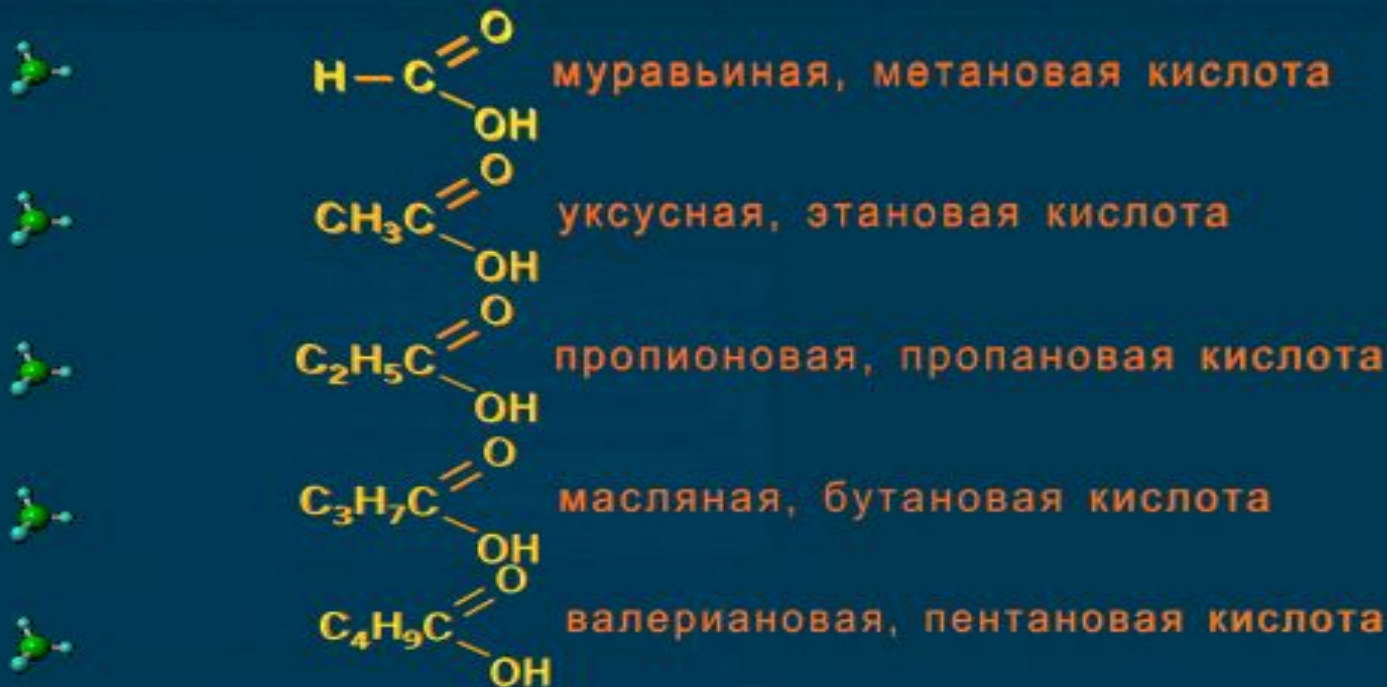 O
H — C муравьиная, метановая кислота
OH
O
CH₃C уксусная, этановая кислота
OH
O
C₂H₅C пропионовая, пропановая кислота
OH
O
C₃H₇C масляная, бутановая кислота
OH
O
C₄H₉C валериановая, пентановая кислота
OH